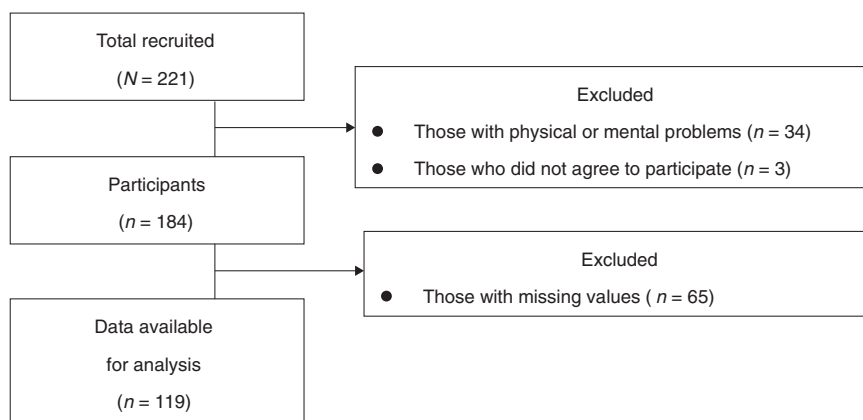 Total recruited
(N = 221)
Excluded
● Those with physical or mental problems (n = 34)
● Those who did not agree to participate (n = 3)
Participants
(n = 184)
Excluded
● Those with missing values ( n = 65)
Data available
for analysis
(n = 119)